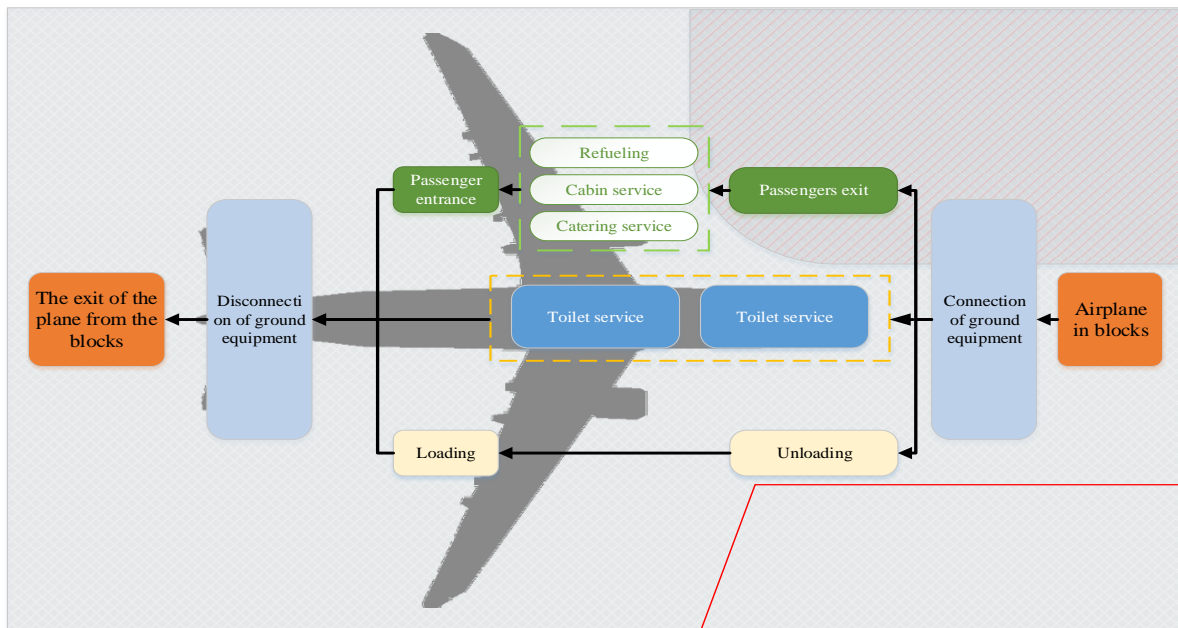 Refueling
Passenger
entrance
Cabin service
Passengers exit
Catering service
The exit of the
plane from the
blocks
Disconnecti
on of ground
equipment
Toilet service
Toilet service
Connection
of ground
equipment
Airplane
in blocks
Loading
Unloading